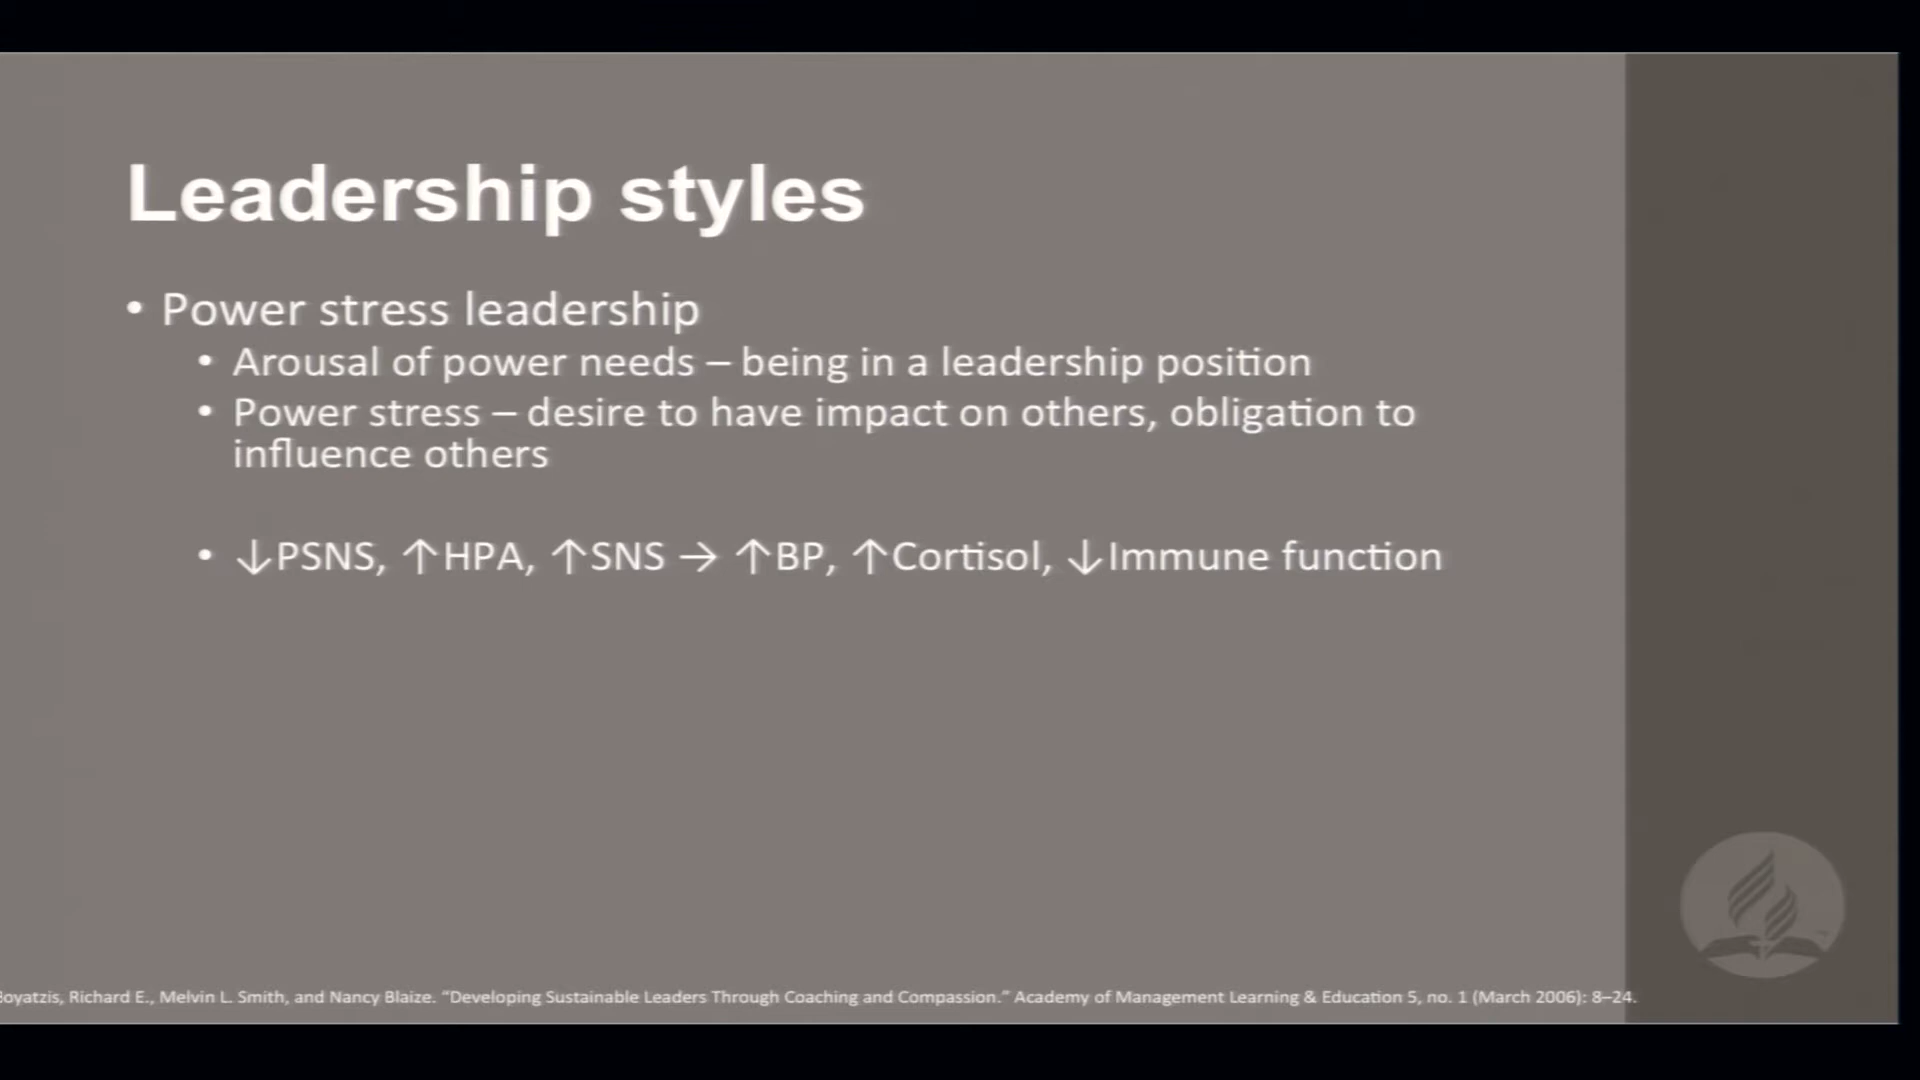 Leadership styles
• Power stress leadership
• Arousal of power needs – being in a leadership position
• Power stress – desire to have impact on others, obligation to
influence others
• ↓PSNS, ↑HPA, ↑SNS → ↑BP, ↑Cortisol, ↓Immune function
Boyatzis, Richard E., Melvin L. Smith, and Nancy Blaize. “Developing Sustainable Leaders Through Coaching and Compassion.” Academy of Management Learning & Education 5, no. 1 (March 2006): 8–24.